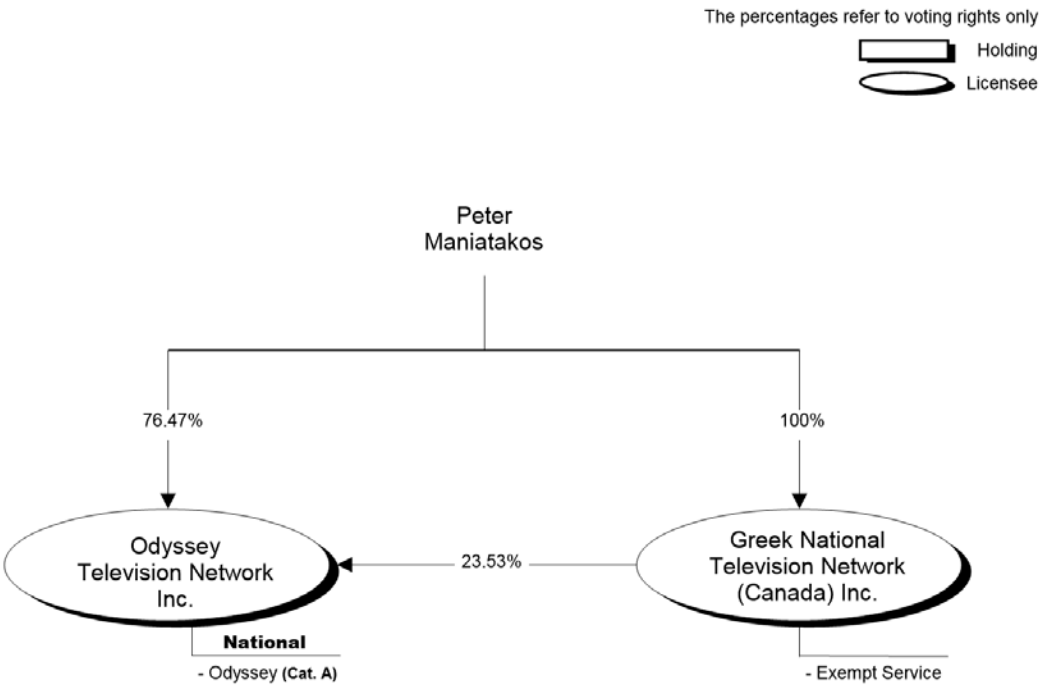 The percentages refer to voting rights only
Holding
Licensee
Peter
Maniatakos
76.47%
100%
Odyssey
Television Network
Inc.
23.53%
Greek National
Television Network
(Canada) Inc.
National
- Odyssey (Cat. A)
- Exempt Service